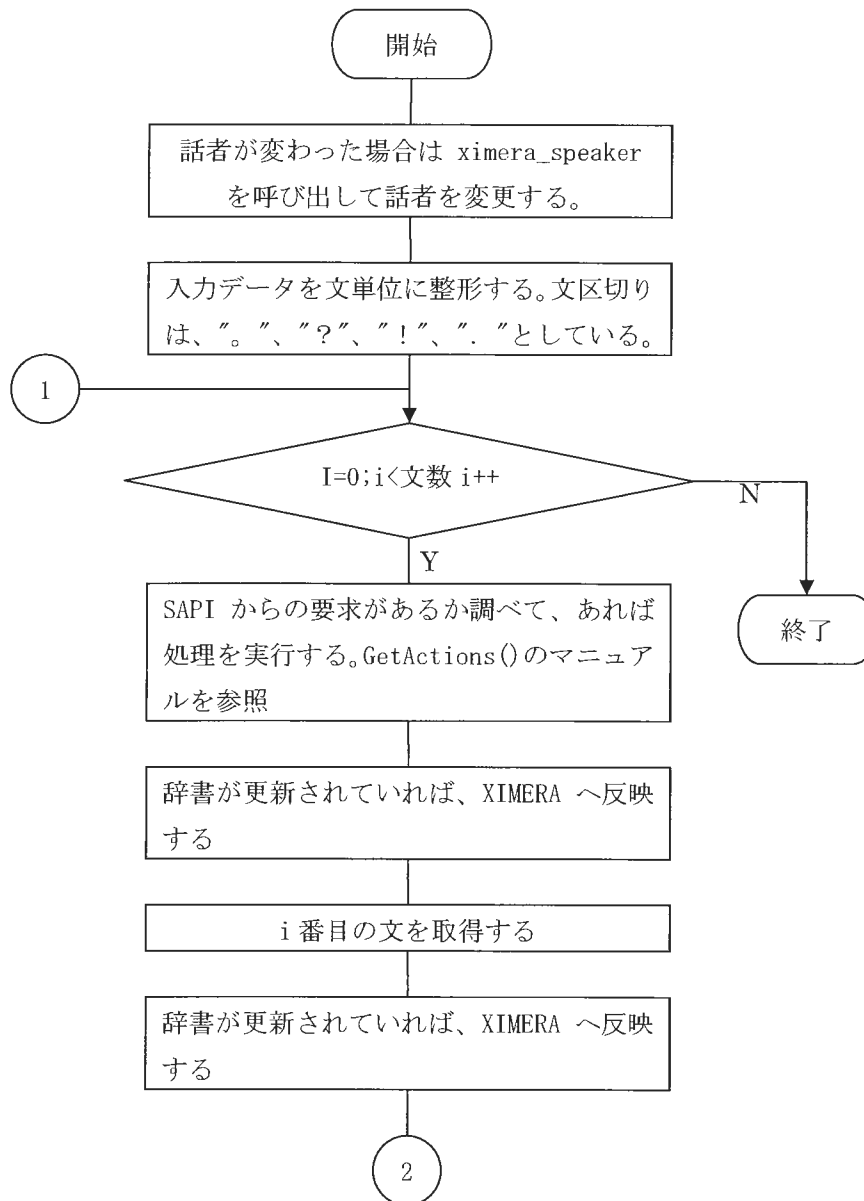 開始
話者が変わった場合は ximera_speaker
を呼び出して話者を変更する。
入力データを文単位に整形する。文区切り
は、"。"、"？"、"！"、"．"としている。
1
I=0;i<文数 i++
N
Y
SAPI からの要求があるか調べて、あれば
処理を実行する。GetActions()のマニュア
ルを参照
終了
辞書が更新されていれば、XIMERA へ反映
する
i 番目の文を取得する
辞書が更新されていれば、XIMERA へ反映
する
2